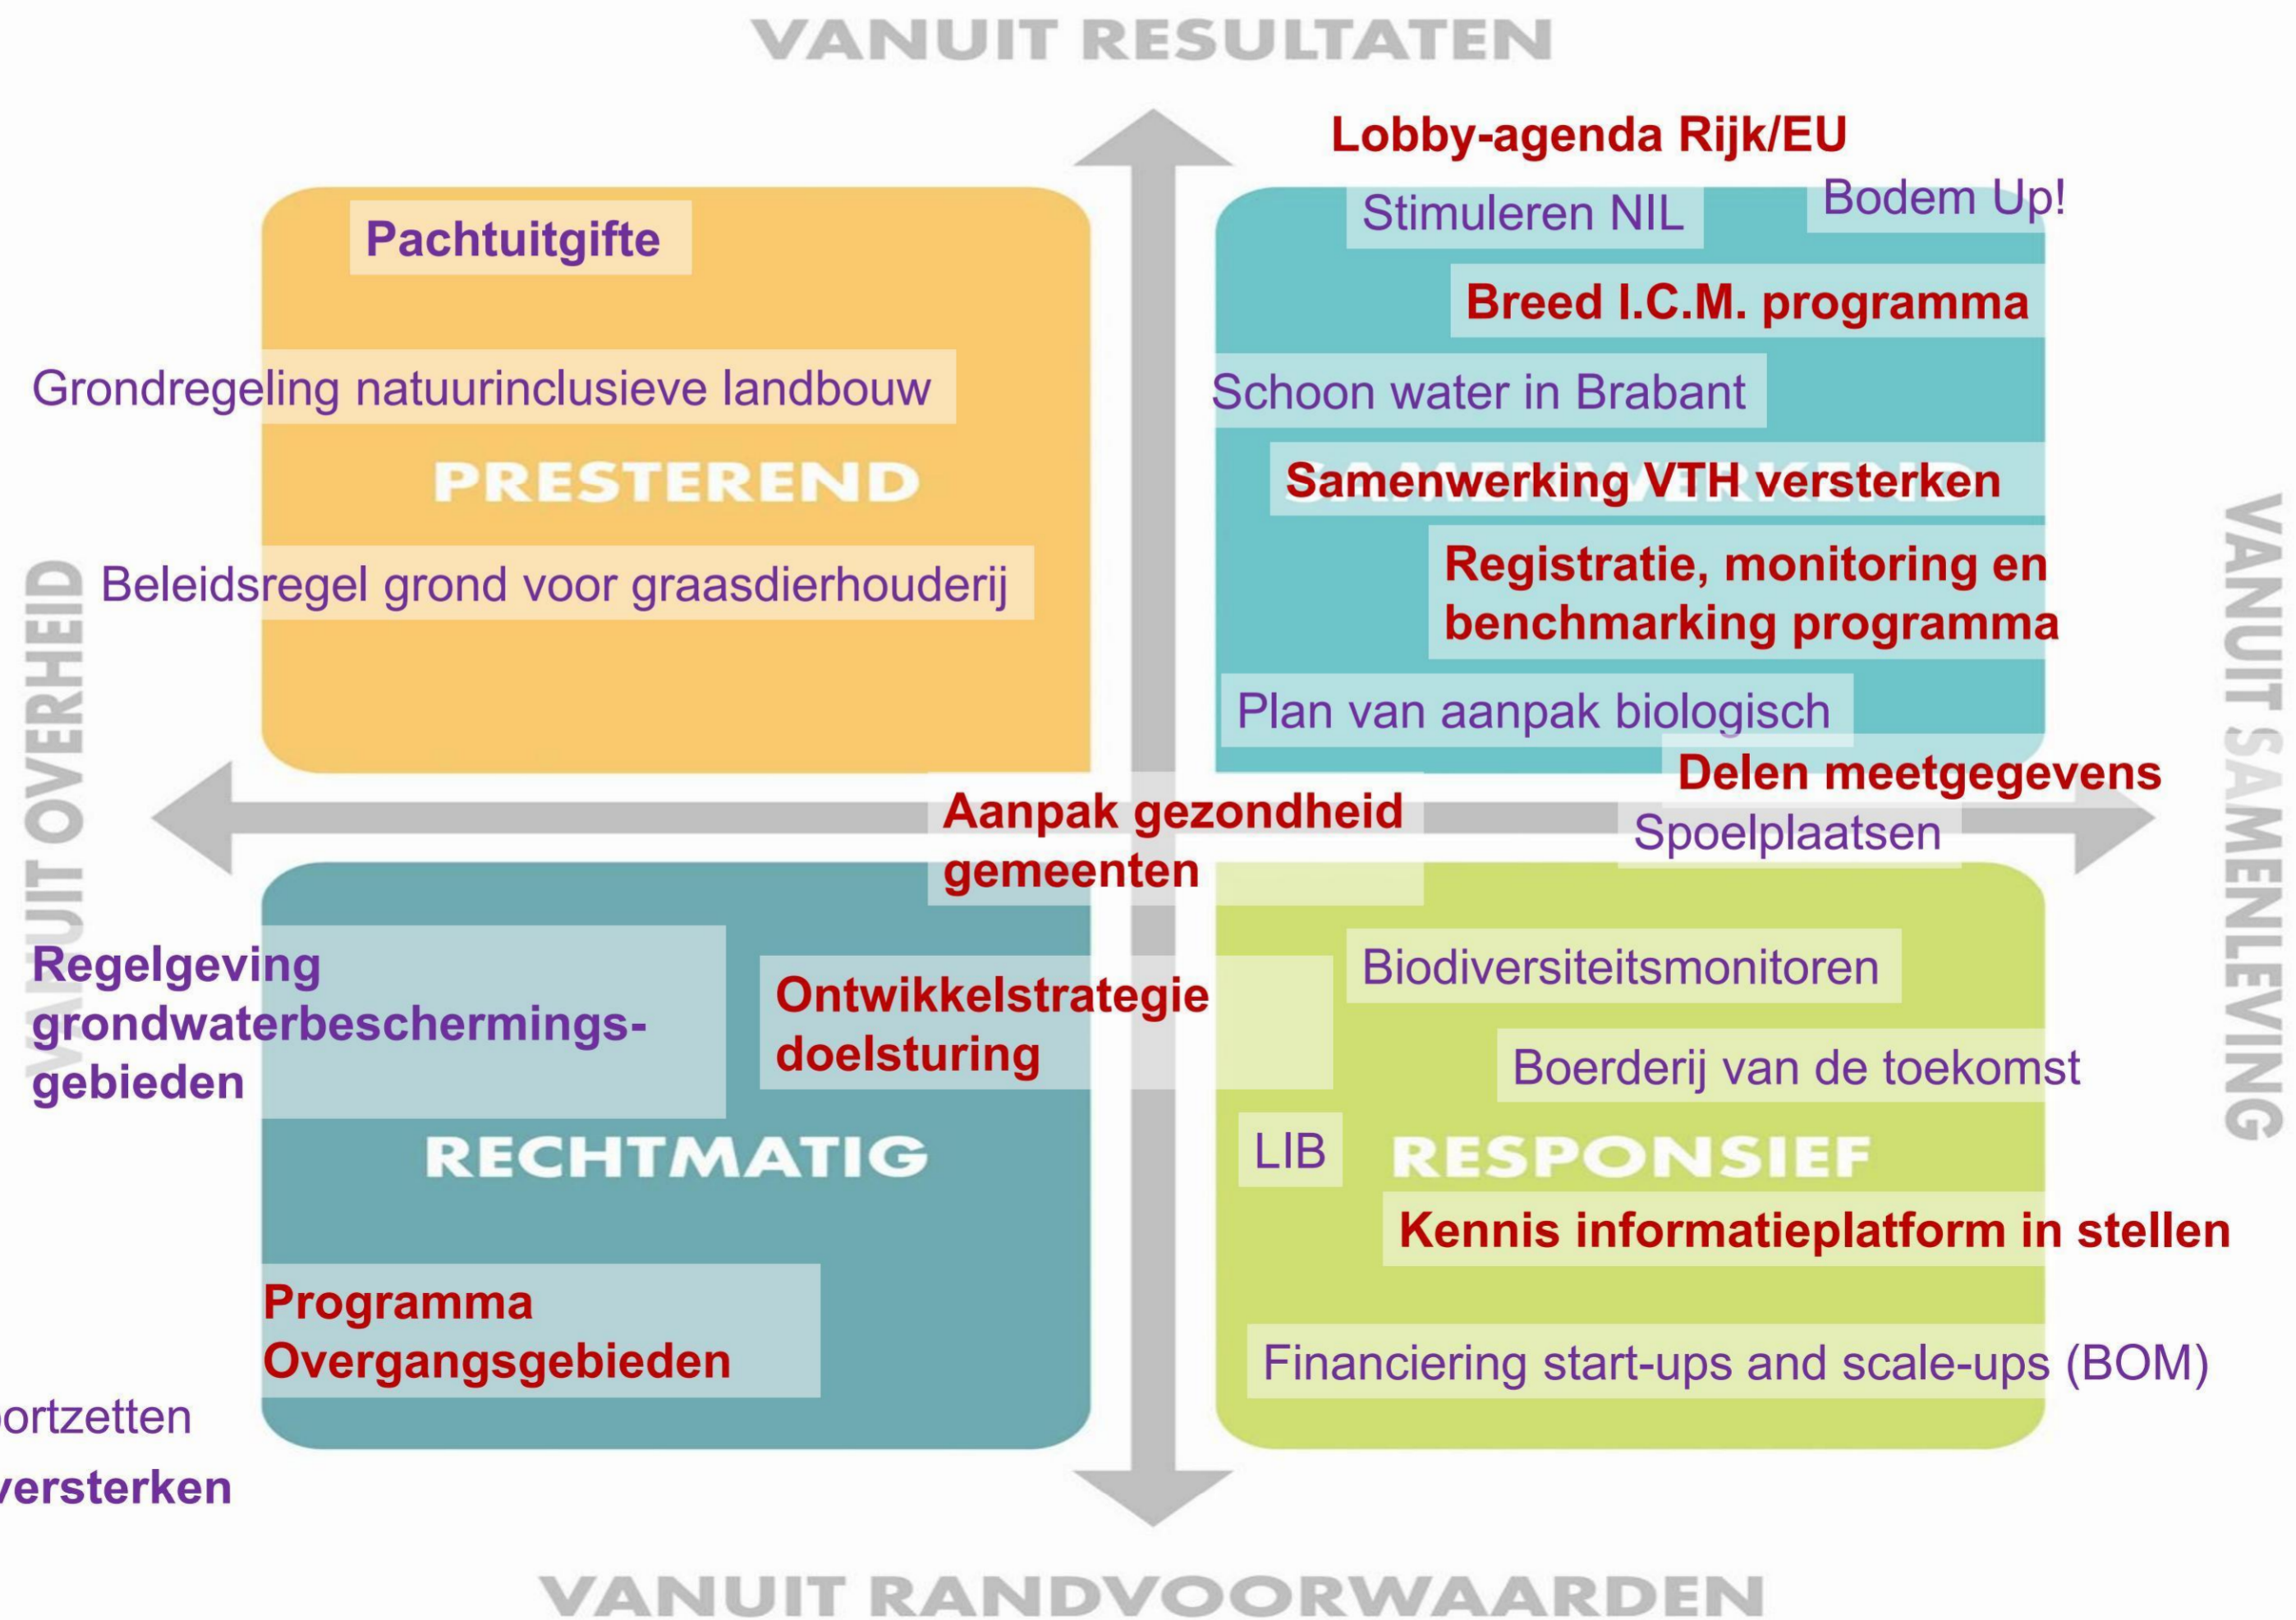 VANUIT RESULTATEN
Lobby-agenda Rijk/EU
Stimuleren NIL
Bodem Up!
Pachtuitgifte
Breed I.C.M. programma
Grondregeling natuurinclusieve landbouw
Schoon water in Brabant
PRESTEREND
SAMENWERKEND
Samenwerking VTH versterken
Beleidsregel grond voor graasdierhouderij
Registratie, monitoring en
benchmarking programma
Plan van aanpak biologisch
Delen meetgegevens
VANUIT OVERHEID
VANUIT SAMENLEVING
Aanpak gezondheid
gemeenten
Spoelplaatsen
Regelgeving
grondwaterbeschermings-
gebieden
Ontwikkelstrategie
doelsturing
Biodiversiteitsmonitoren
Boerderij van de toekomst
LIB
RECHTMATIG
RESPONSIEF
Kennis informatieplatform in stellen
Programma
Overgangsgebieden
Financiering start-ups and scale-ups (BOM)
ortzetten
versterken
VANUIT RANDVOORWAARDEN